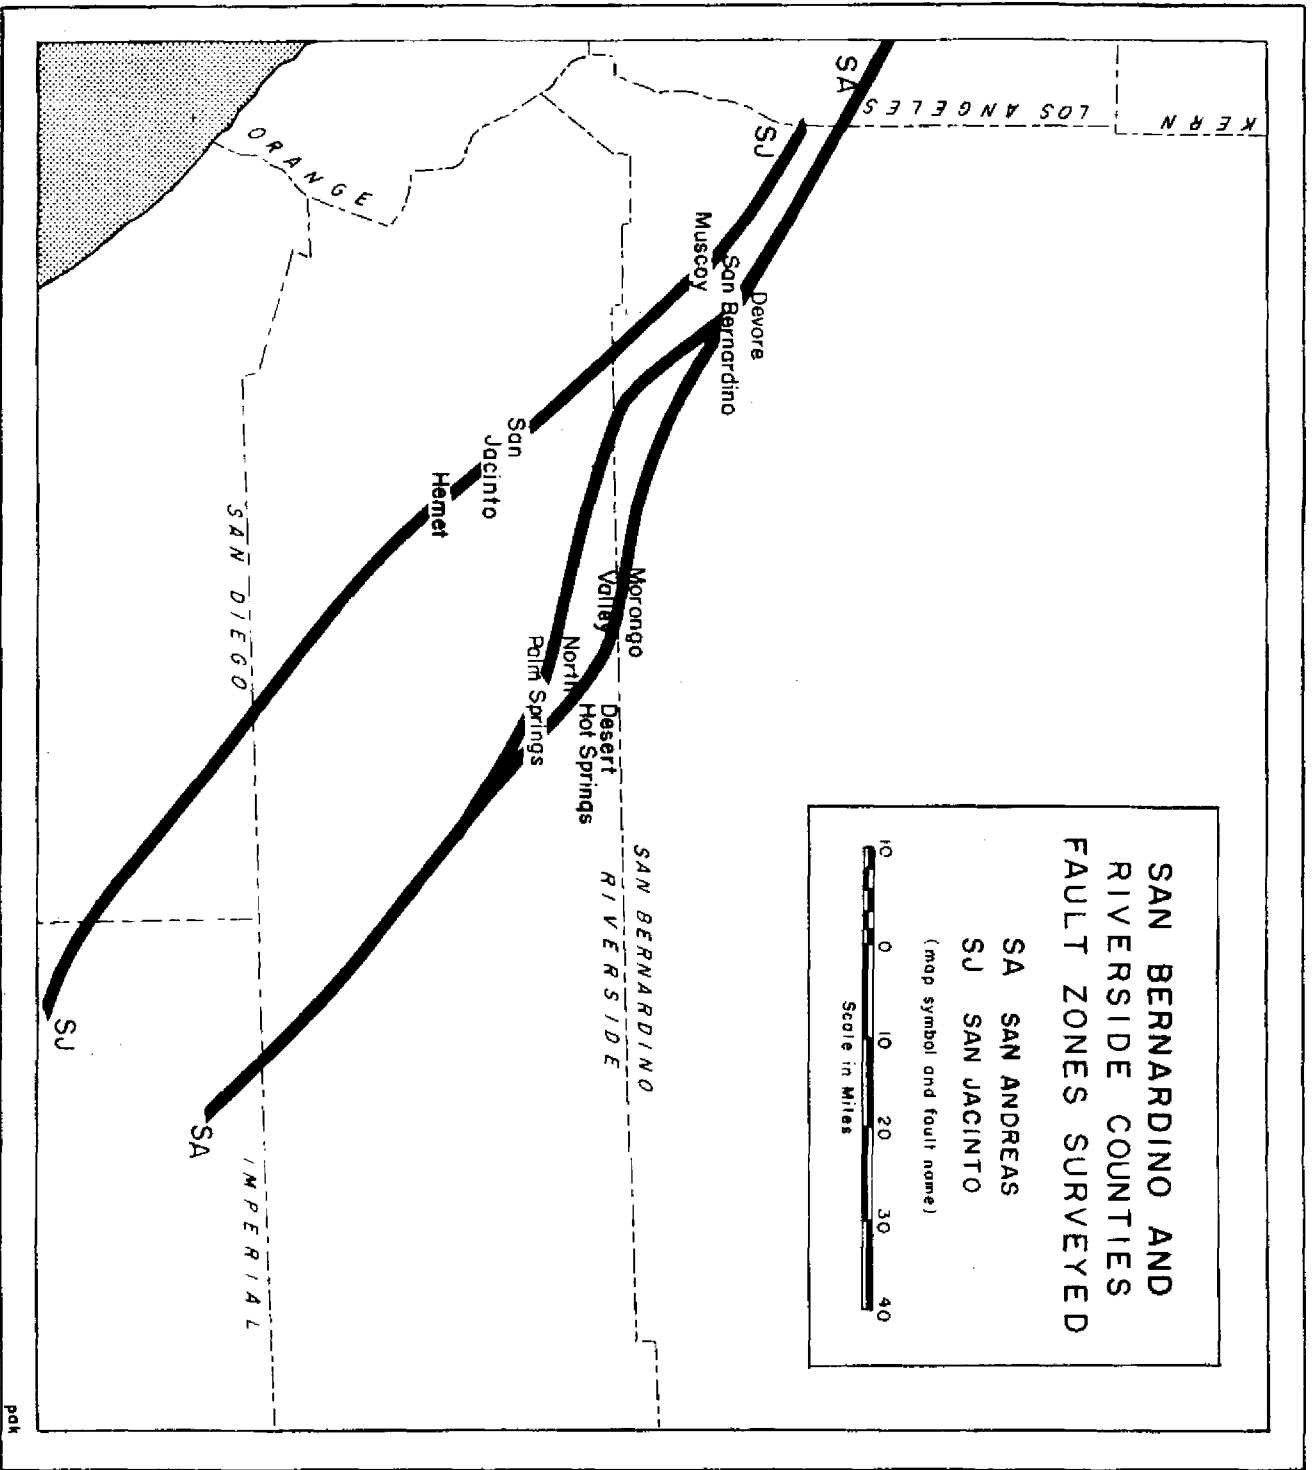 SAN BERNARDINO AND
RIVERSIDE COUNTIES
FAULT ZONES SURVEYED
SA SAN ANDREAS
SJ SAN JACINTO
(map symbol and fault name)
10 0 10 20 30 40
Scale in Miles
KERN
LOS ANGELES
SA
SJ
Devore
San Bernardino
Muscoy
ORANGE
San
Jacinto
Hemet
Morongo
Valley
North
Palm Springs
Desert
Hot Springs
SAN BERNARDINO
RIVERSIDE
SAN DIEGO
IMPERIAL
SJ
SA
pak